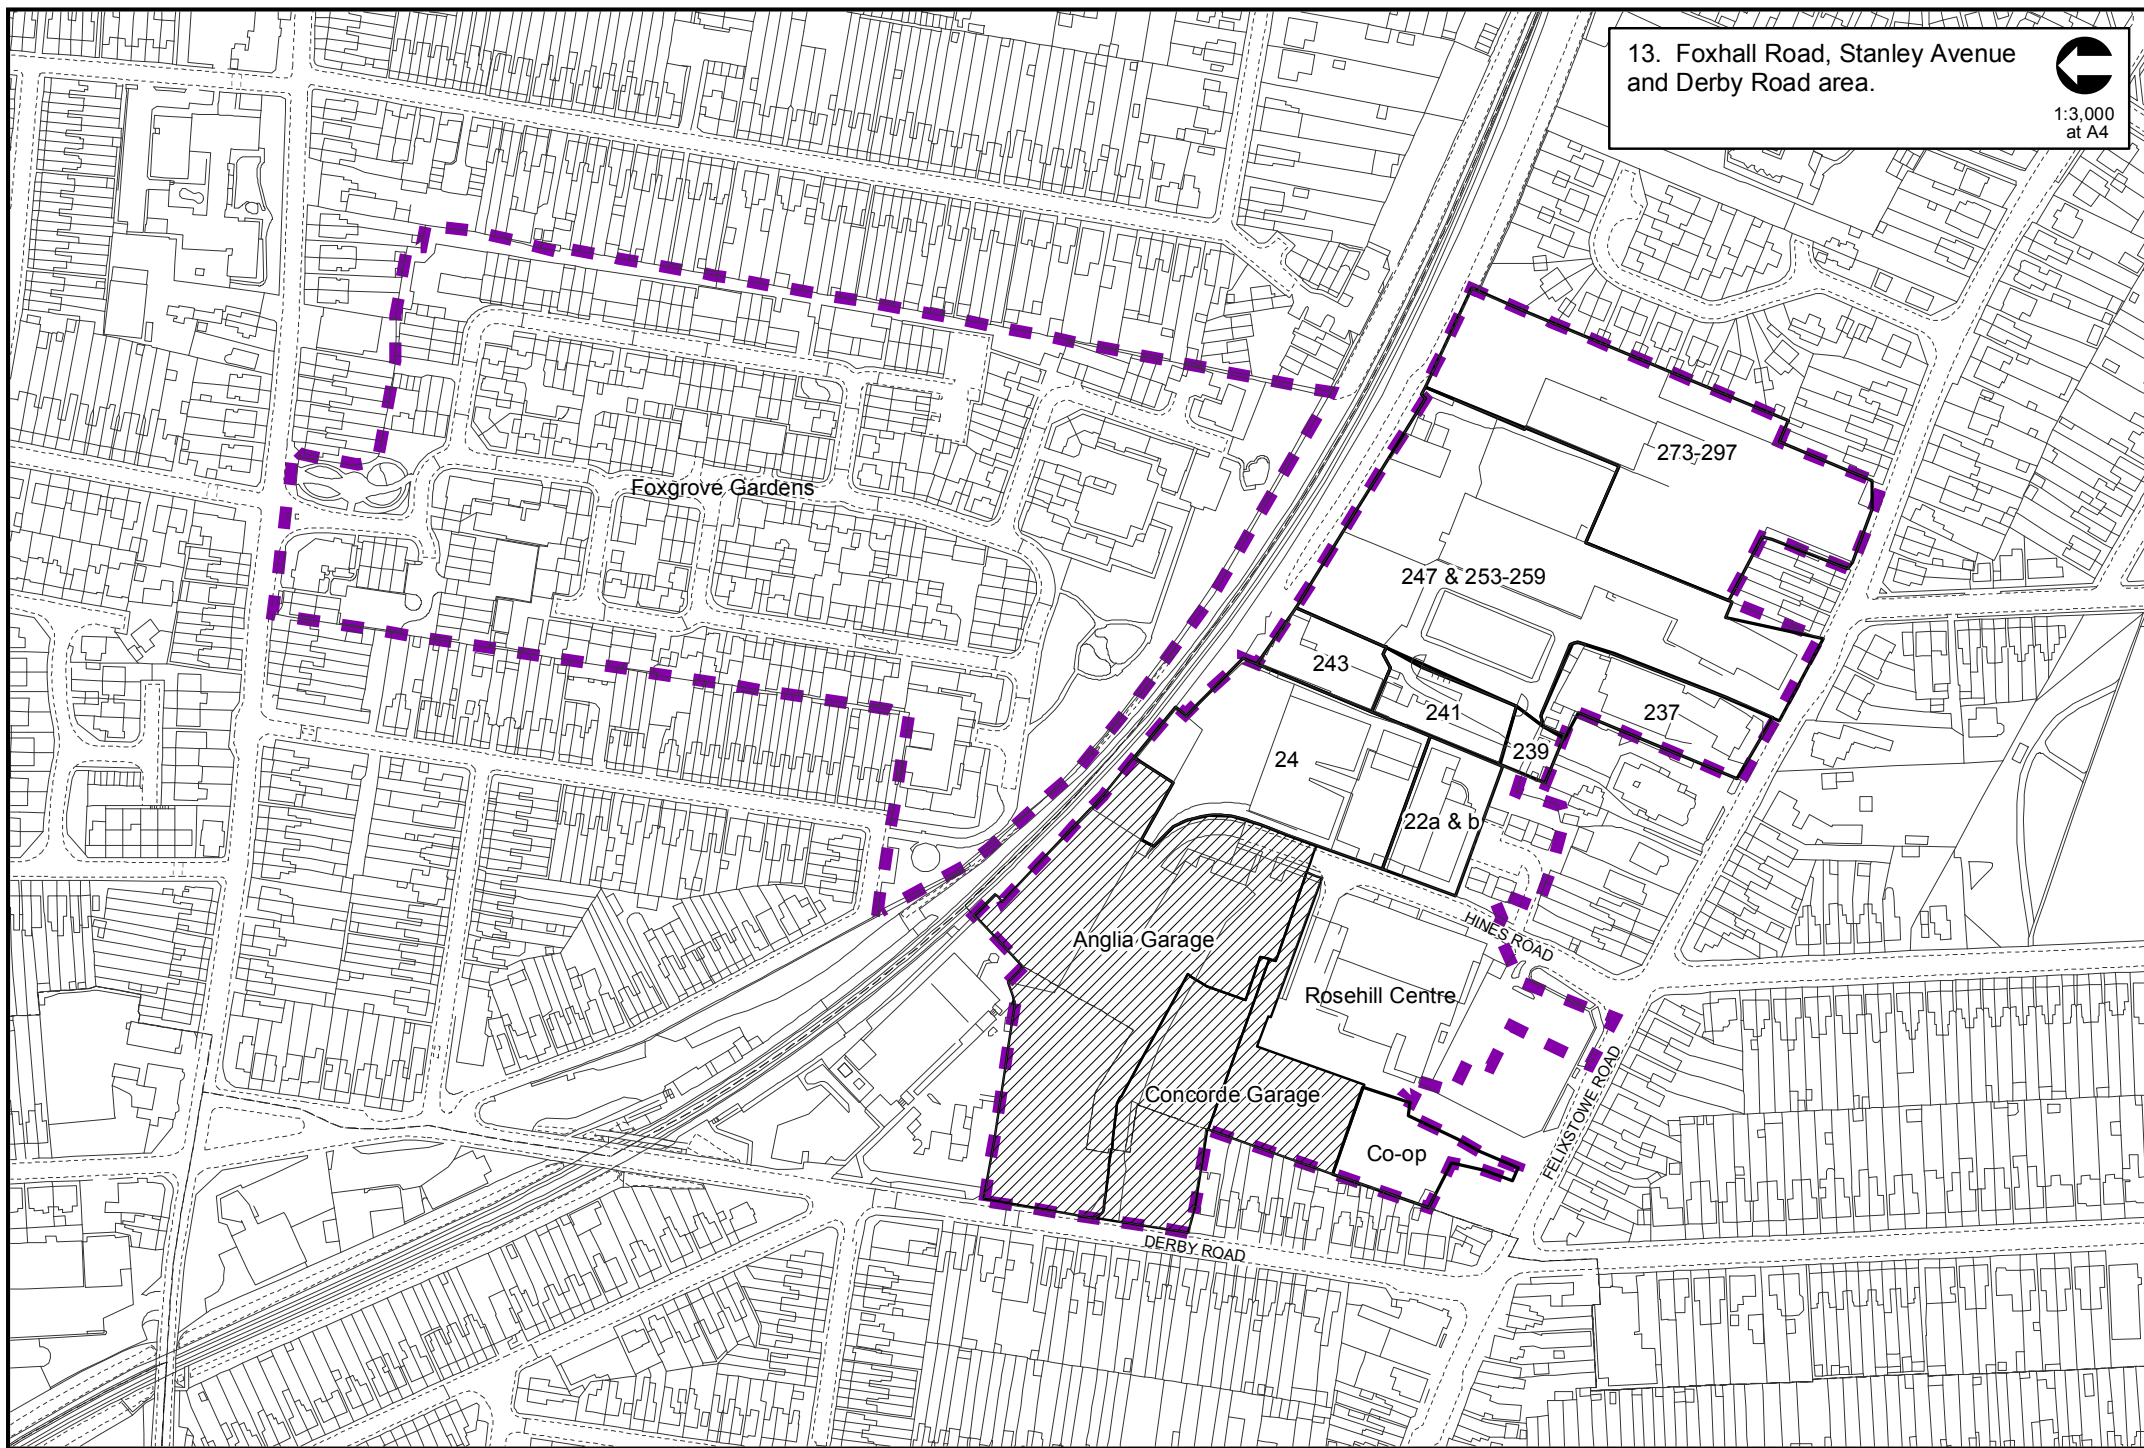 13. Foxhall Road, Stanley Avenue
and Derby Road area.
1:3,000
at A4
273-297
Foxgrove Gardens
247 & 253-259
243
241
237
239
24
22a & b
HINES ROAD
Anglia Garage
Rosehill Centre
Concorde Garage
FELIXSTOWE ROAD
Co-op
DERBY ROAD